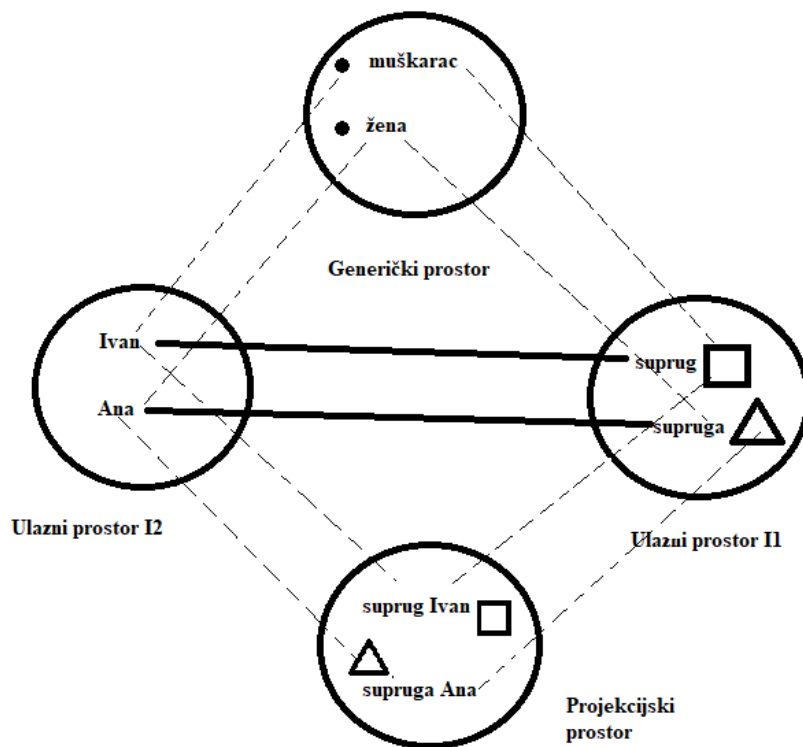 muškarac
žena
Generički prostor
Ivan
Ana
suprug
supruga
Ulazni prostor I2
Ulazni prostor I1
suprug Ivan
supruga Ana
Projekcijski
prostor